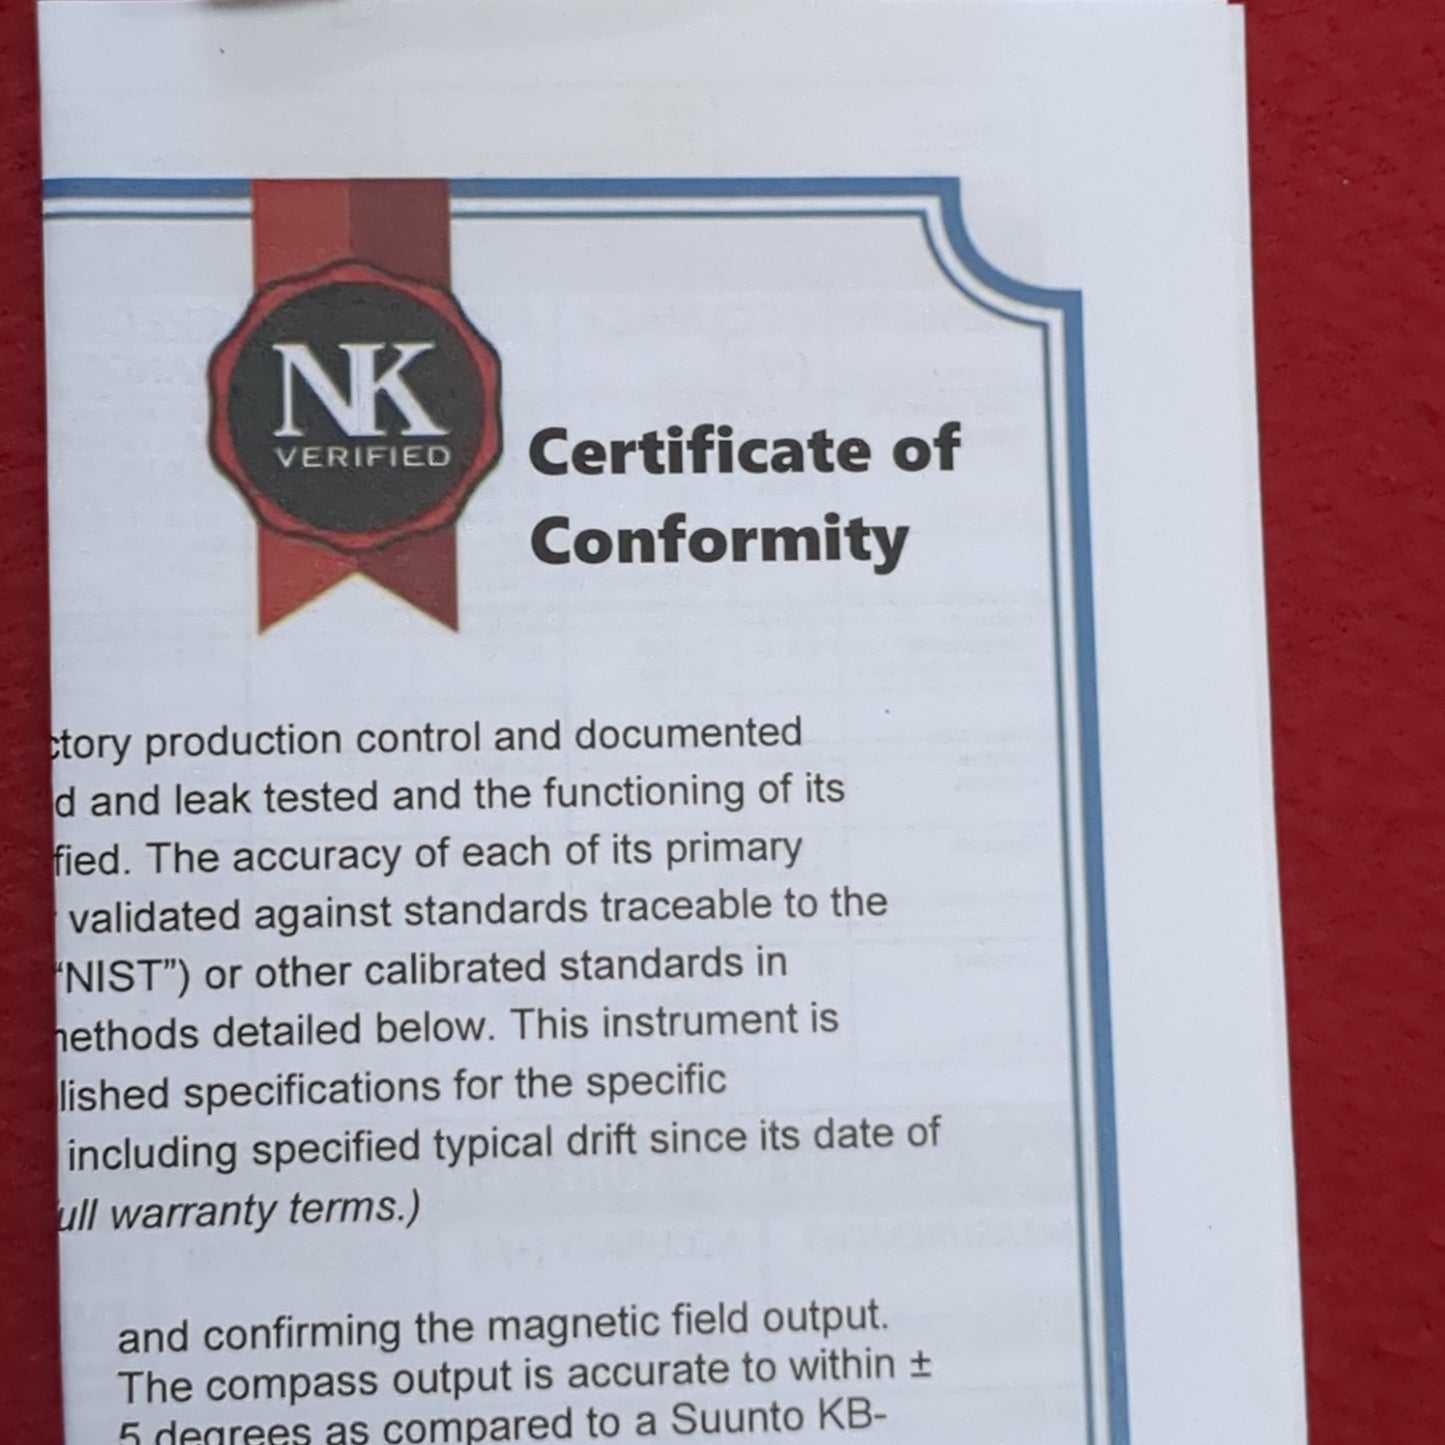 NK
VERIFIED
Certificate of
Conformity
production control and documented
d and leak tested and the functioning of its
fied. The accuracy of each of its primary
validated against standards traceable to the
“NIST”) or other calibrated standards in
detailed below. This instrument is
lished specifications for the specific
including specified typical drift since its date of
warranty terms.)
and confirming the magnetic field output.
The compass output is accurate to within ±
5 degrees as compared to a Suunto KB-